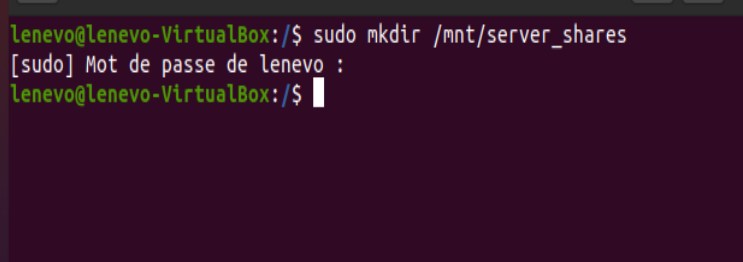 lenevo@lenevo-VirtualBox:/$ sudo mkdir /mnt/server_shares
[sudo] Mot de passe de lenevo :
lenevo@lenevo-VirtualBox:/$